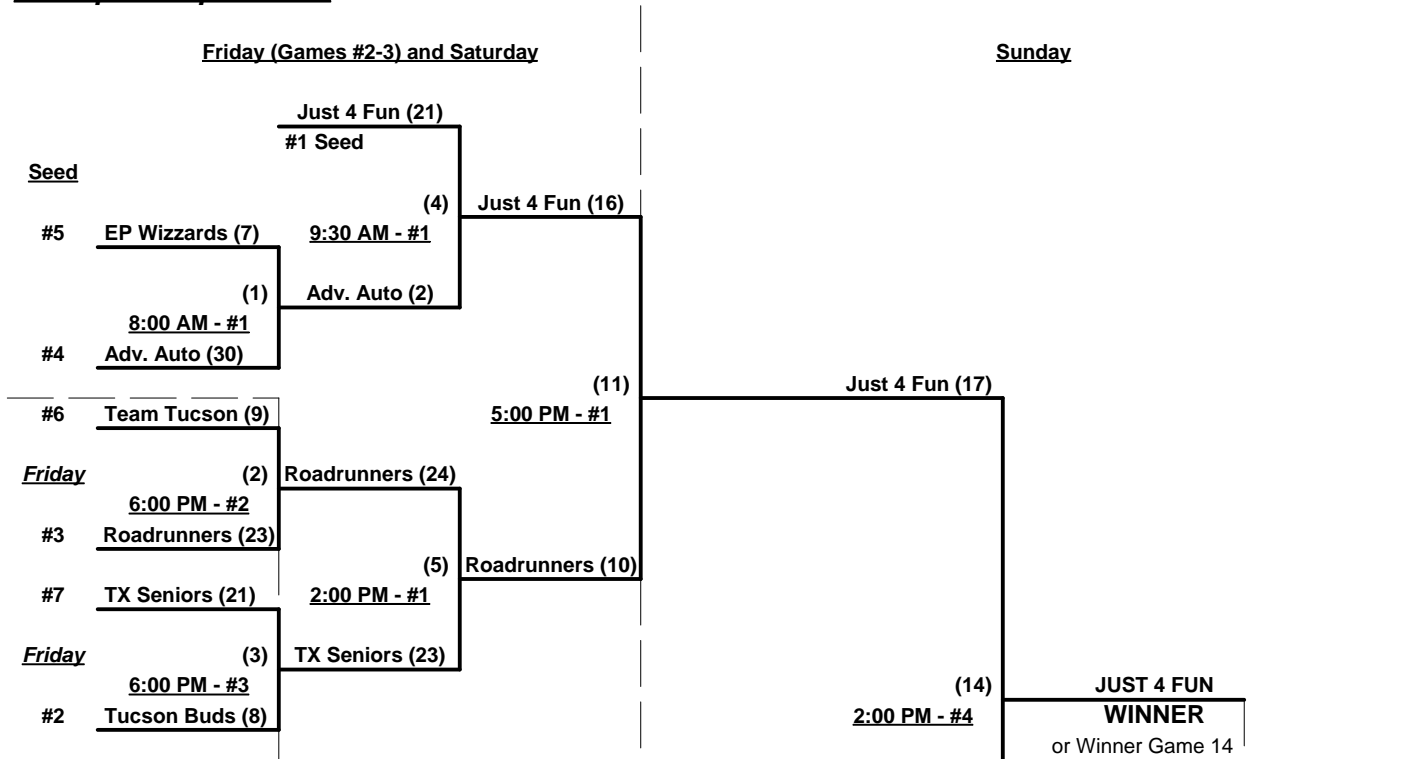 Friday (Games #2-3) and Saturday
Sunday
Just 4 Fun (21)
#1 Seed
Seed
(4)
Just 4 Fun (16)
#5
EP Wizzards (7)
9:30 AM - #1
(1)
Adv. Auto (2)
8:00 AM - #1
#4
Adv. Auto (30)
(11)
Just 4 Fun (17)
#6
Team Tucson (9)
5:00 PM - #1
Friday
(2)
Roadrunners (24)
6:00 PM - #2
#3
Roadrunners (23)
(5)
Roadrunners (10)
#7
TX Seniors (21)
2:00 PM - #1
Friday
(3)
TX Seniors (23)
6:00 PM - #3
(14)
JUST 4 FUN
#2
Tucson Buds (8)
2:00 PM - #4
WINNER
or Winner Game 14